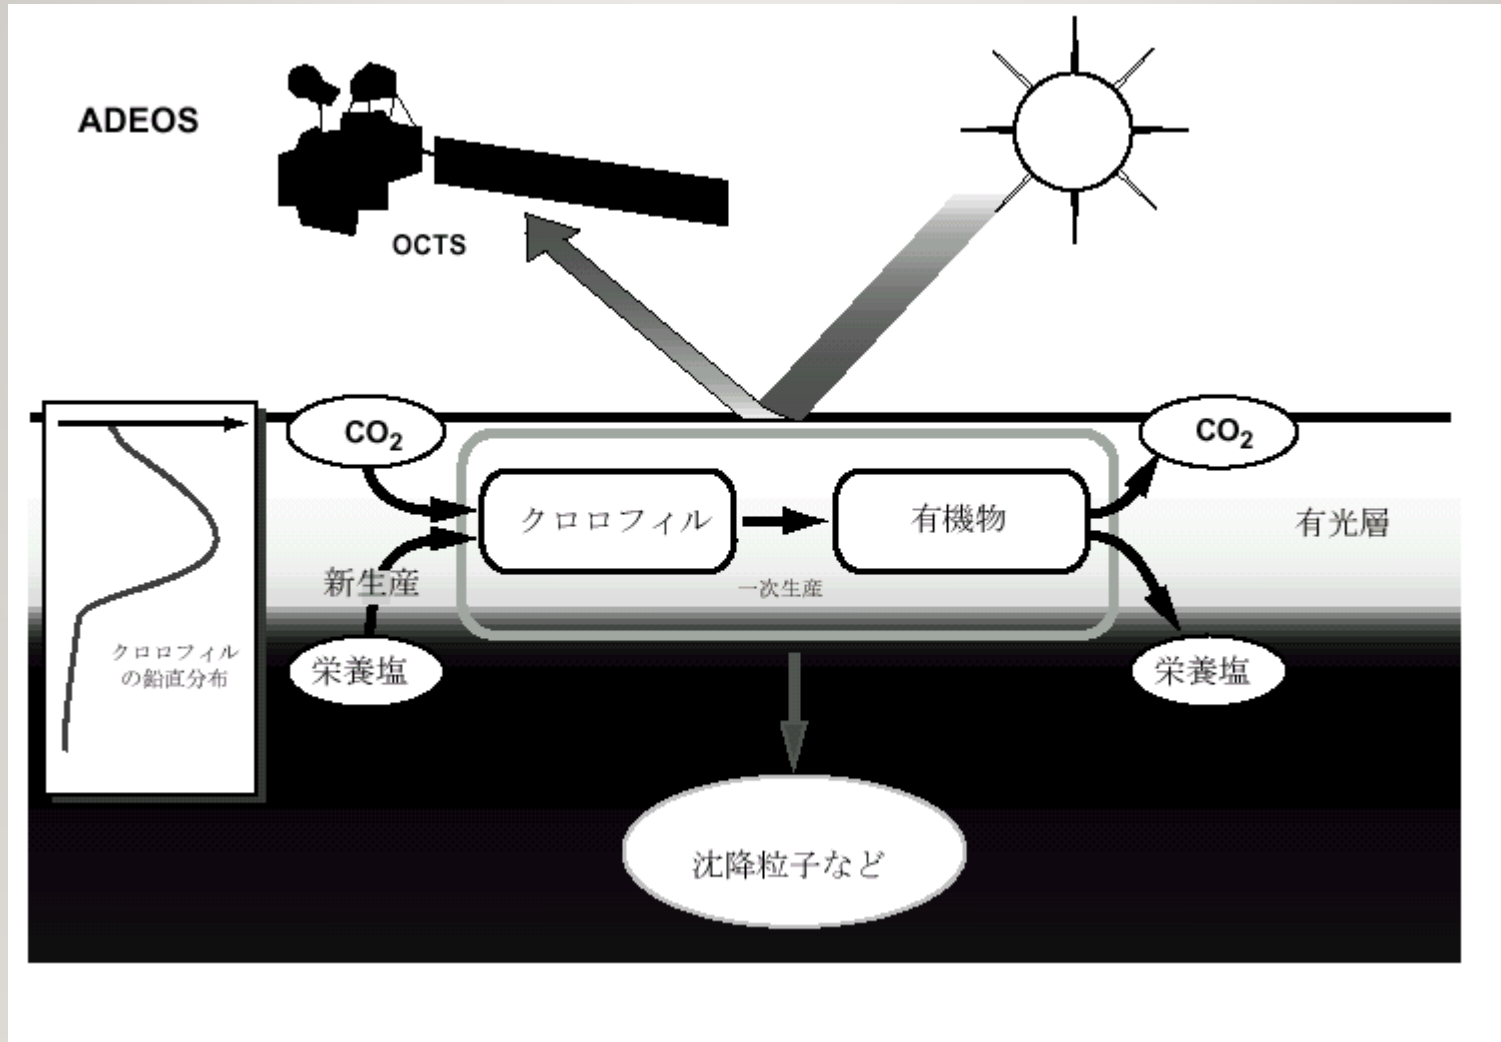 ADEOS
OCTS
CO2
CO2
クロロフィル
有機物
有光層
新生産
一次生産
クロロフィル
の鉛直分布
栄養塩
栄養塩
沈降粒子など